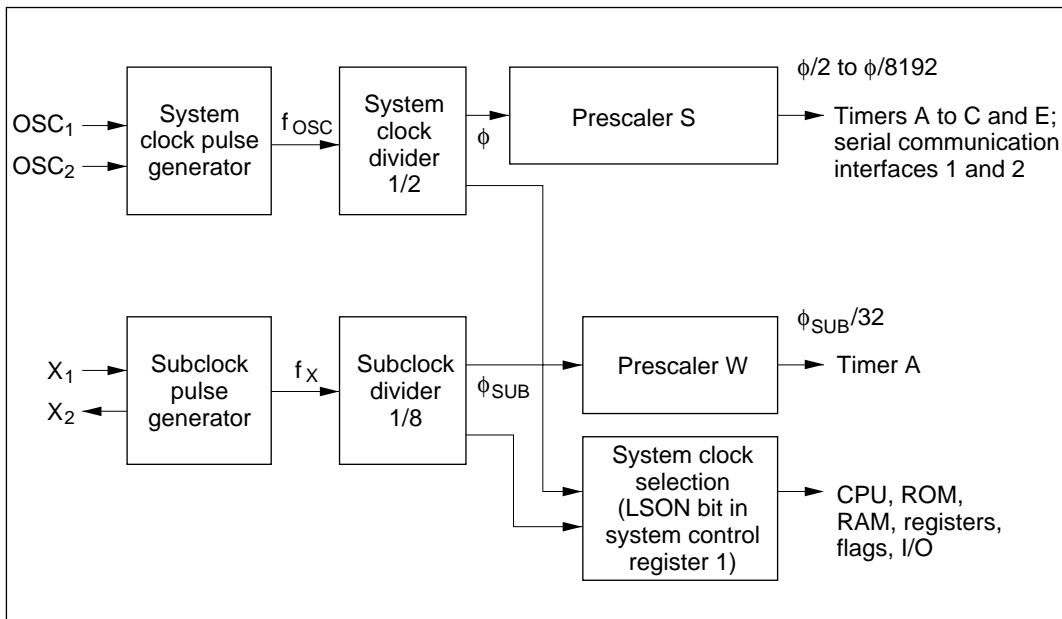 OSC1
OSC2
System
clock pulse
generator
fOSC
System
clock
divider
1/2
ϕ
Prescaler S
ϕ/2 to ϕ/8192
Timers A to C and E;
serial communication
interfaces 1 and 2
X1
X2
Subclock
pulse
generator
fX
Subclock
divider
1/8
ϕSUB
Prescaler W
ϕSUB/32
Timer A
System clock
selection
(LSON bit in
system control
register 1)
CPU, ROM,
RAM, registers,
flags, I/O